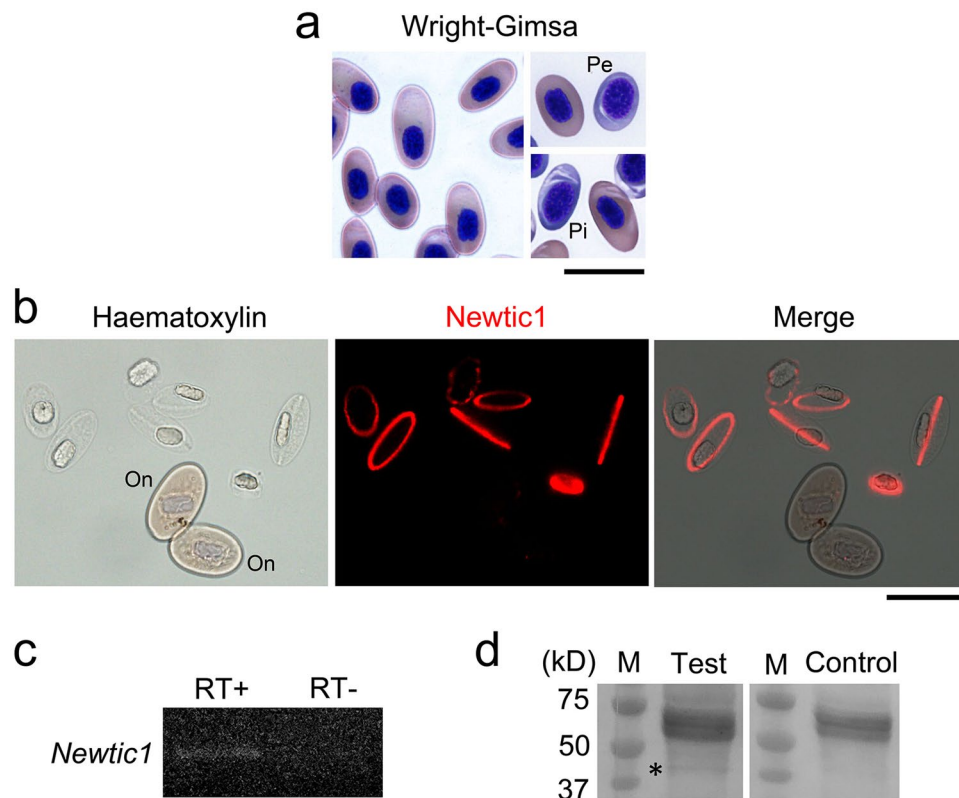 a Wright-Gimsa
Pe
Pi
b Haematoxylin Newtic1 Merge
On
On
c
RT+ RT-
Newtic1
d (kD) M Test M Control
75
50
*
37